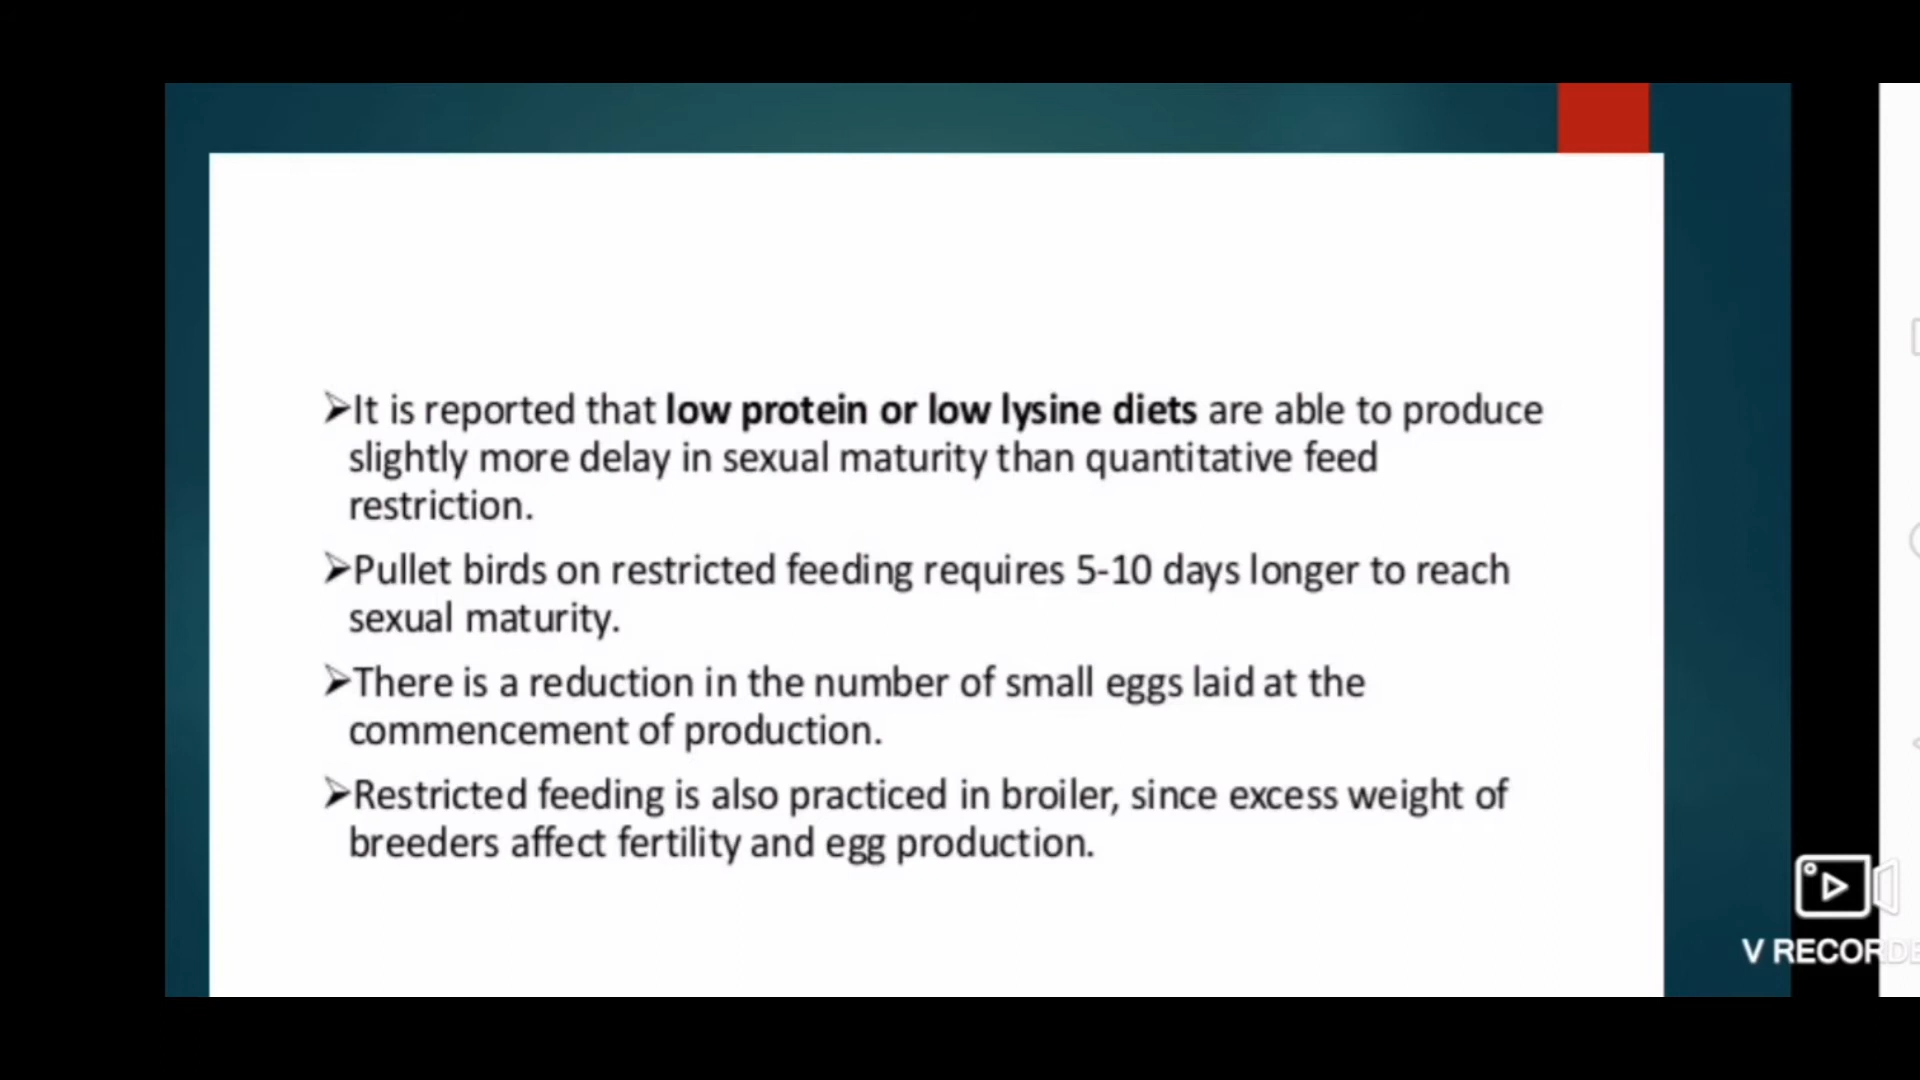 ➢It is reported that low protein or low lysine diets are able to produce
slightly more delay in sexual maturity than quantitative feed
restriction.
➢Pullet birds on restricted feeding requires 5-10 days longer to reach
sexual maturity.
➢There is a reduction in the number of small eggs laid at the
commencement of production.
➢Restricted feeding is also practiced in broiler, since excess weight of
breeders affect fertility and egg production.
V RECORDE